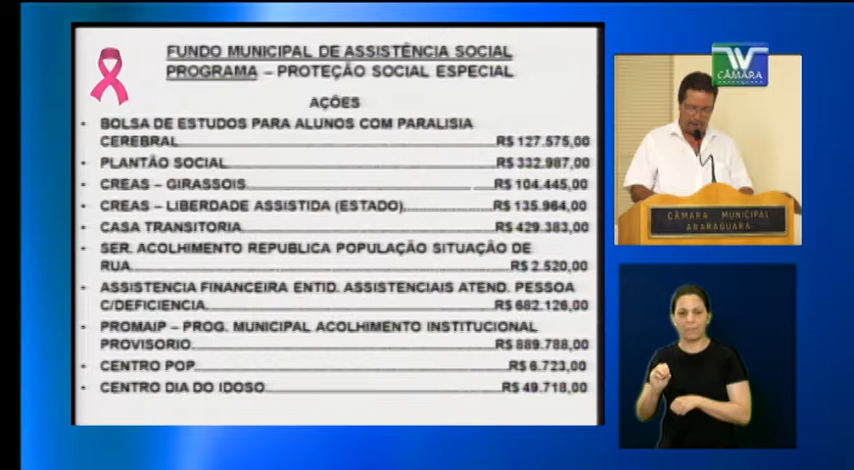 FUNDO MUNICIPAL DE ASSISTÊNCIA SOCIAL
PROGRAMA – PROTEÇÃO SOCIAL ESPECIAL
AÇÕES
• BOLSA DE ESTUDOS PARA ALUNOS COM PARALISIA
CEREBRAL R$ 127.575,00
• PLANTÃO SOCIAL R$ 332.987,00
• CREAS – GIRASSOIS R$ 104.445,00
• CREAS – LIBERDADE ASSISTIDA (ESTADO) R$ 135.964,00
• CASA TRANSITORIA R$ 429.383,00
• SER. ACOLHIMENTO REPUBLICA POPULAÇÃO SITUAÇÃO DE
RUA R$ 2.520,00
• ASSISTENCIA FINANCEIRA ENTID. ASSISTENCIAIS ATEND. PESSOA
C/DEFICIENCIA R$ 682.126,00
• PROMAIP – PROG. MUNICIPAL ACOLHIMENTO INSTITUCIONAL
PROVISORIO R$ 889.788,00
• CENTRO POP R$ 6.723,00
• CENTRO DIA DO IDOSO R$ 49.718,00
TV
CÂMARA
ARARAQUARA
CÂMARA MUNICIPAL
ARARAQUARA